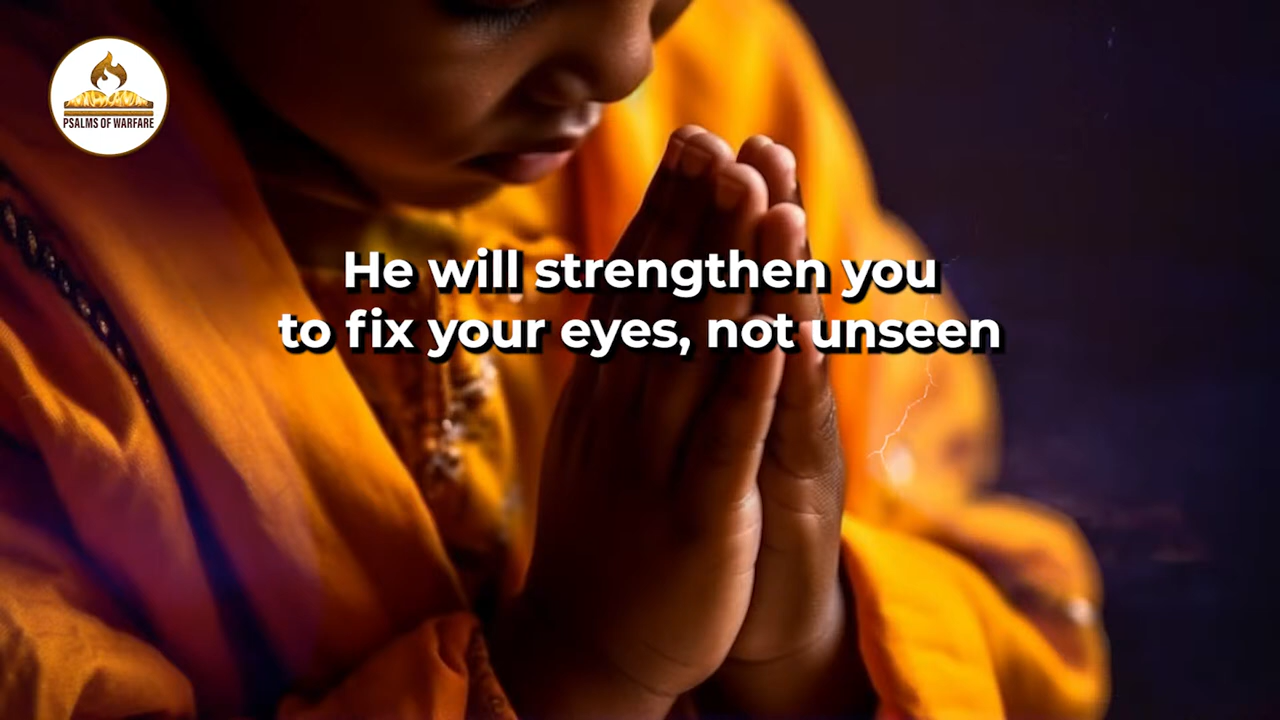 PSALMS OF WARFARE
He will strengthen you
to fix your eyes, not unseen